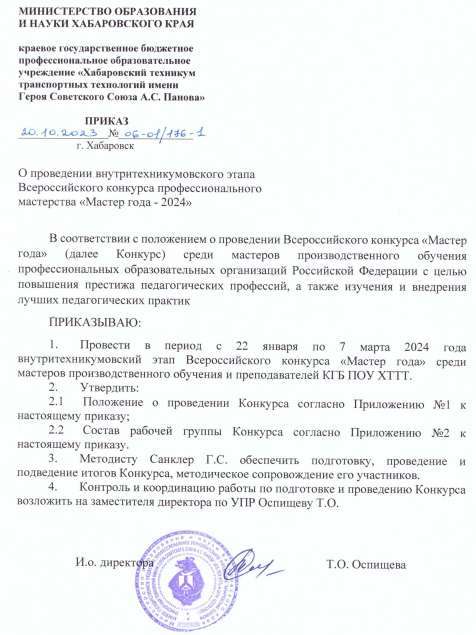 МИНИСТЕРСТВО ОБРАЗОВАНИЯ
И НАУКИ ХАБАРОВСКОГО КРАЯ
краевое государственное бюджетное
профессиональное образовательное
учреждение «Хабаровский техникум
транспортных технологий имени
Героя Советского Союза А.С. Панова»
ПРИКАЗ
20.10.2023 № 06-01/176-1
г. Хабаровск
О проведении внутритехникумовского этапа
Всероссийского конкурса профессионального
мастерства «Мастер года - 2024»
В соответствии с положением о проведении Всероссийского конкурса «Мастер
года» (далее Конкурс) среди мастеров производственного обучения
профессиональных образовательных организаций Российской Федерации с целью
повышения престижа педагогических профессий, а также изучения и внедрения
лучших педагогических практик
ПРИКАЗЫВАЮ:
1. Провести в период с 22 января по 7 марта 2024 года
внутритехникумовский этап Всероссийского конкурса «Мастер года» среди
мастеров производственного обучения и преподавателей КГБ ПОУ ХТТТ.
2. Утвердить:
2.1 Положение о проведении Конкурса согласно Приложению №1 к
настоящему приказу;
2.2 Состав рабочей группы Конкурса согласно Приложению №2 к
настоящему приказу.
3. Методисту Санклер Г.С. обеспечить подготовку, проведение и
подведение итогов Конкурса, методическое сопровождение его участников.
4. Контроль и координацию работы по подготовке и проведению Конкурса
возложить на заместителя директора по УПР Оспищеву Т.О.
И.о. директора Т.О. Оспищева